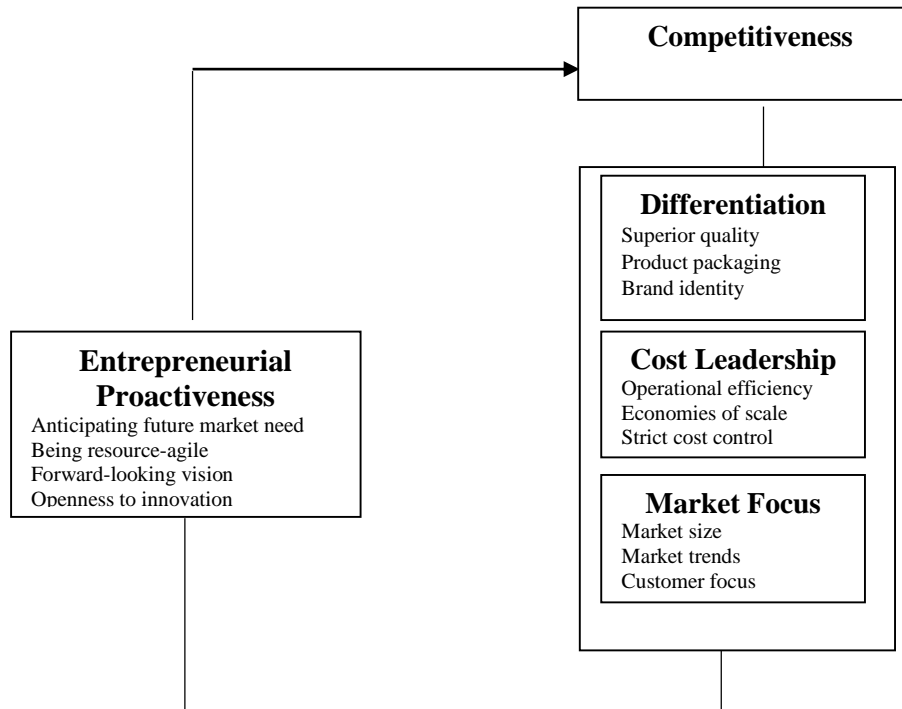 Competitiveness
Differentiation
Superior quality
Product packaging
Brand identity
Entrepreneurial
Proactiveness
Anticipating future market need
Being resource-agile
Forward-looking vision
Openness to innovation
Cost Leadership
Operational efficiency
Economies of scale
Strict cost control
Market Focus
Market size
Market trends
Customer focus